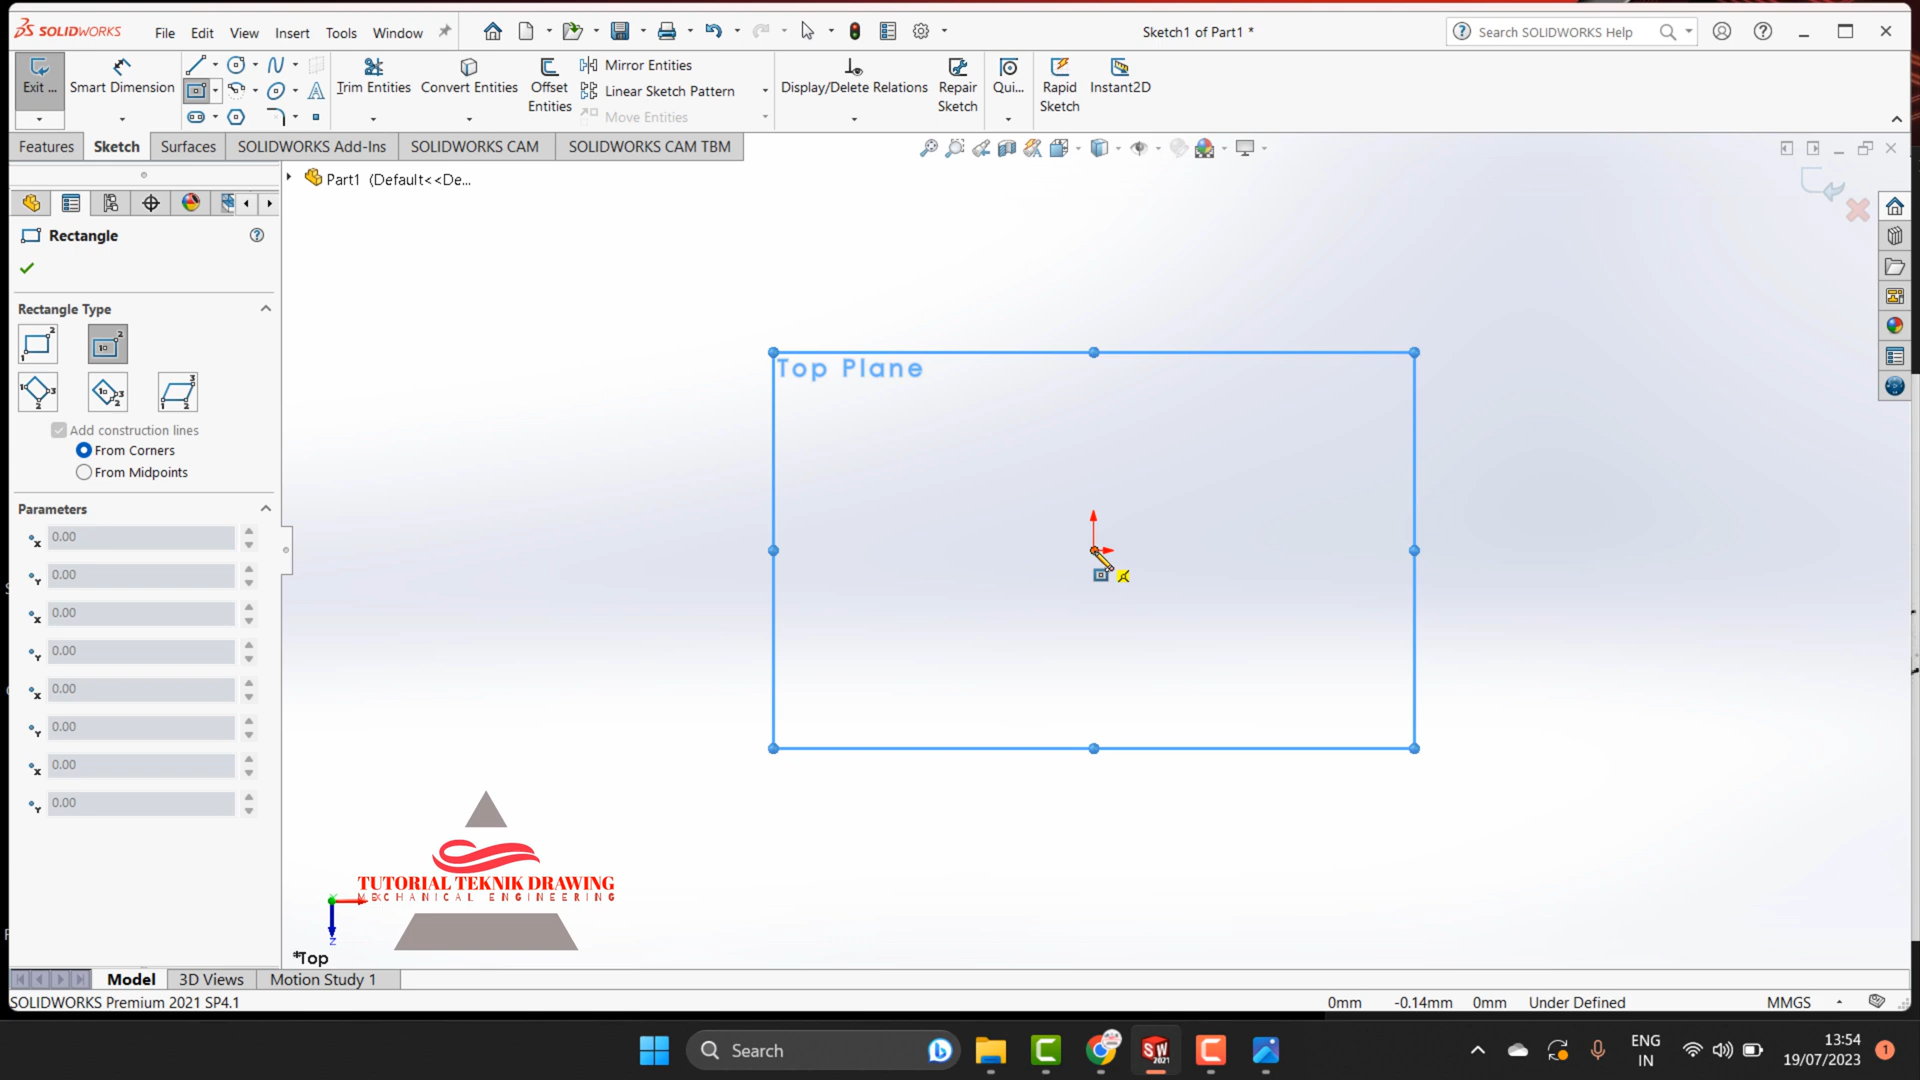 SOLIDWORKS
File Edit View Insert Tools Window
Sketch1 of Part1 *
Search SOLIDWORKS Help
Exit ...
Smart Dimension
Trim Entities
Convert Entities
Offset Entities
Mirror Entities
Linear Sketch Pattern
Move Entities
Display/Delete Relations
Repair Sketch
Qui...
Rapid Sketch
Instant2D
Features Sketch Surfaces SOLIDWORKS Add-Ins SOLIDWORKS CAM SOLIDWORKS CAM TBM
Part1 (Default<<De...
Rectangle
Rectangle Type
Add construction lines
From Corners
From Midpoints
Parameters
0.00
0.00
0.00
0.00
0.00
0.00
0.00
0.00
Top Plane
TUTORIAL TEKNIK DRAWING
MECHANICAL ENGINEERING
Z
*Top
Model 3D Views Motion Study 1
SOLIDWORKS Premium 2021 SP4.1
0mm -0.14mm 0mm Under Defined MMGS
Search
SW
2021
ENG
IN
13:54
19/07/2023
1